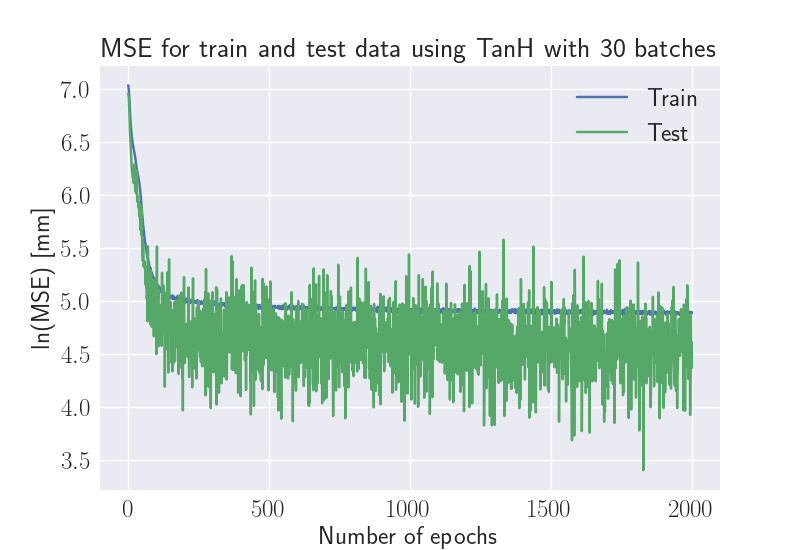 MSE for train and test data using TanH with 30 batches
Train
Test
7.0
6.5
6.0
5.5
5.0
4.5
4.0
3.5
ln(MSE) [mm]
0
500
1000
1500
2000
Number of epochs